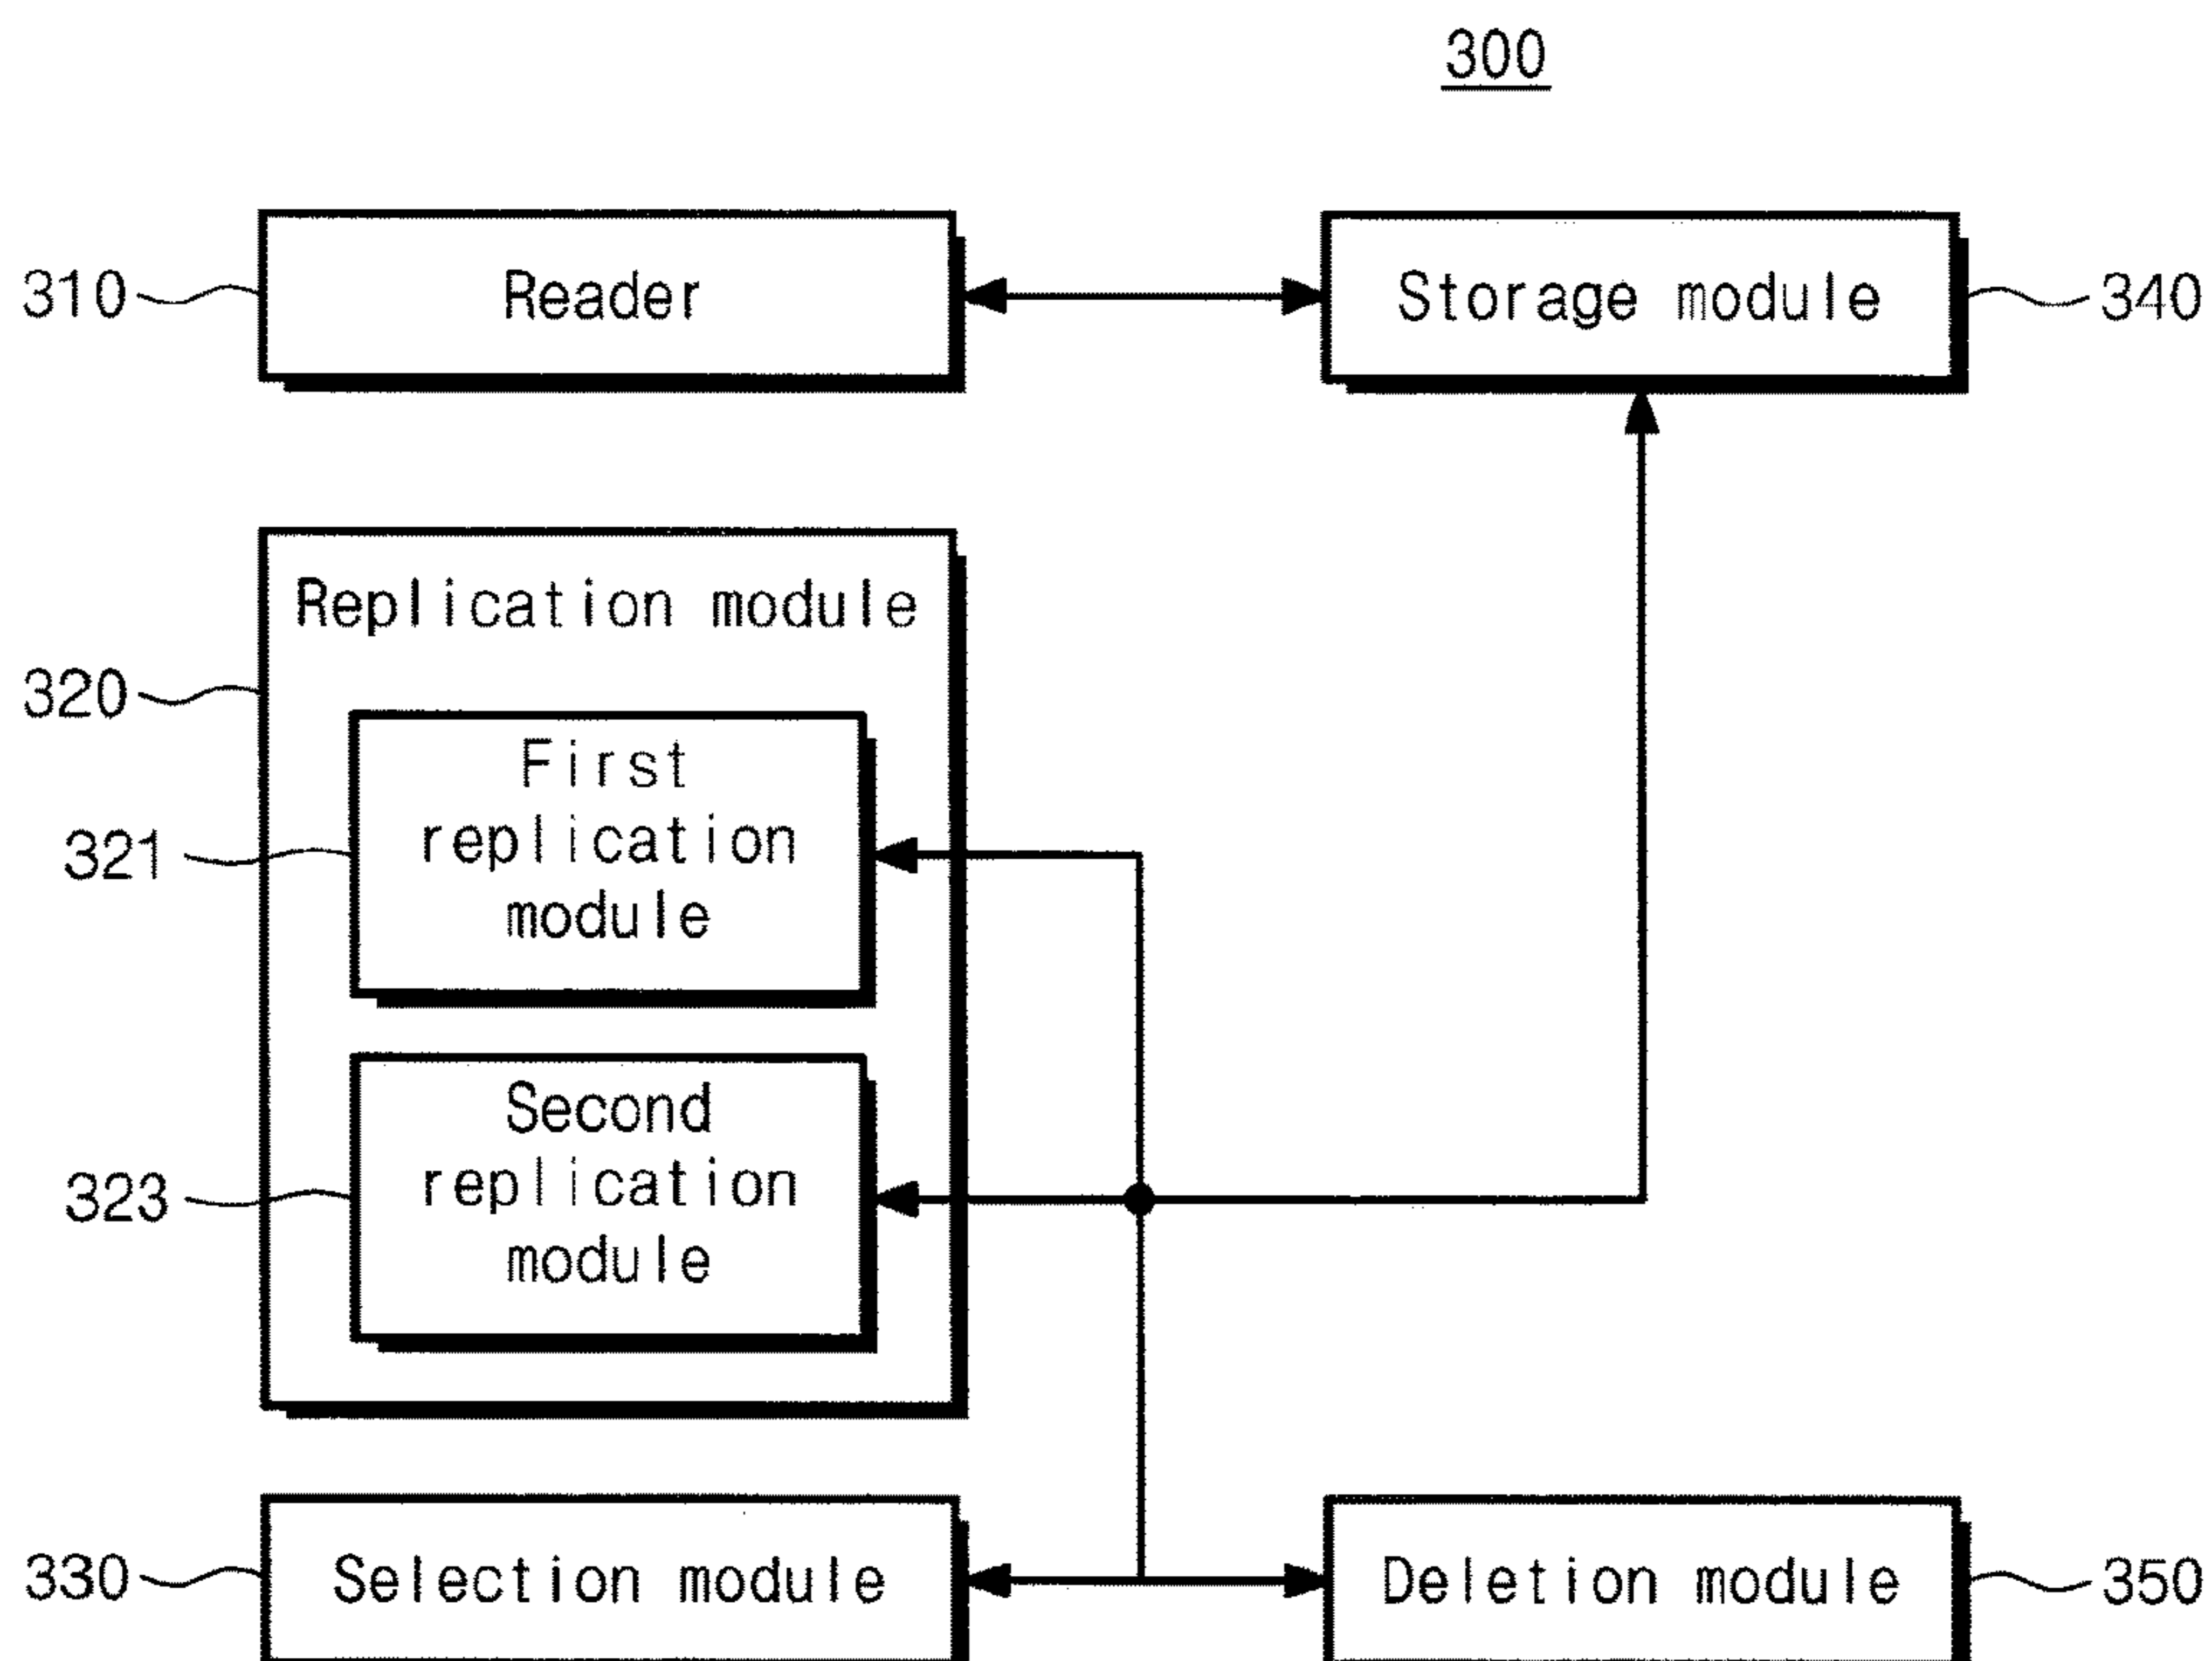 300
310
Reader
Storage module
340
Replication module
320
First
replication
module
321
Second
replication
module
323
330
Selection module
Deletion module
350